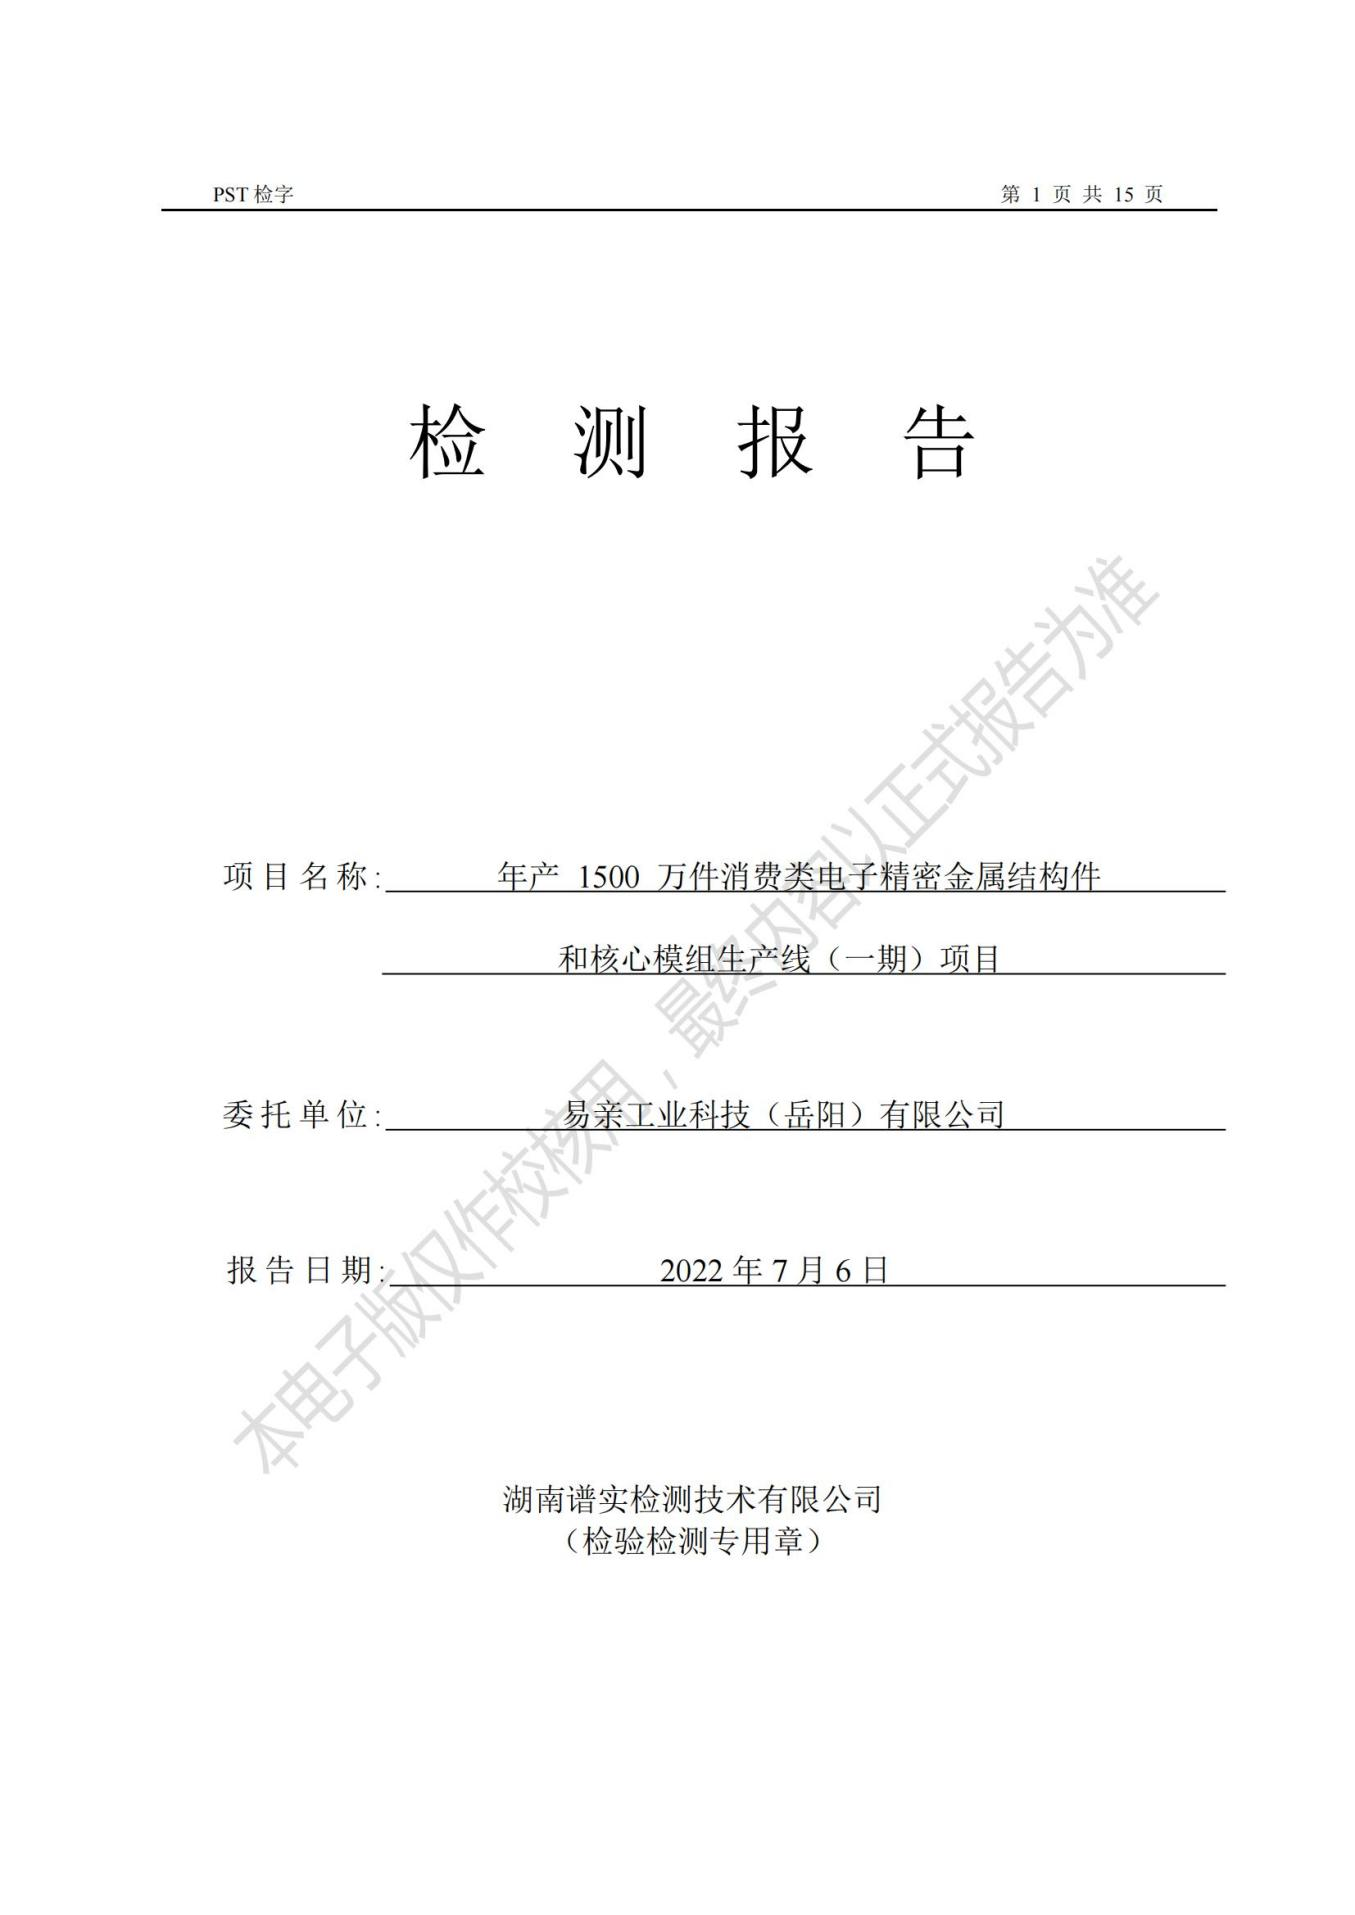 PST 检字 第 1 页 共 15 页
检 测 报 告
项目名称: 年产 1500 万件消费类电子精密金属结构件
和核心模组生产线（一期）项目
委托单位: 易亲工业科技（岳阳）有限公司
报告日期: 2022 年 7 月 6 日
湖南谱实检测技术有限公司
（检验检测专用章）
本电子版仅作校核用，最终内容以正式报告为准